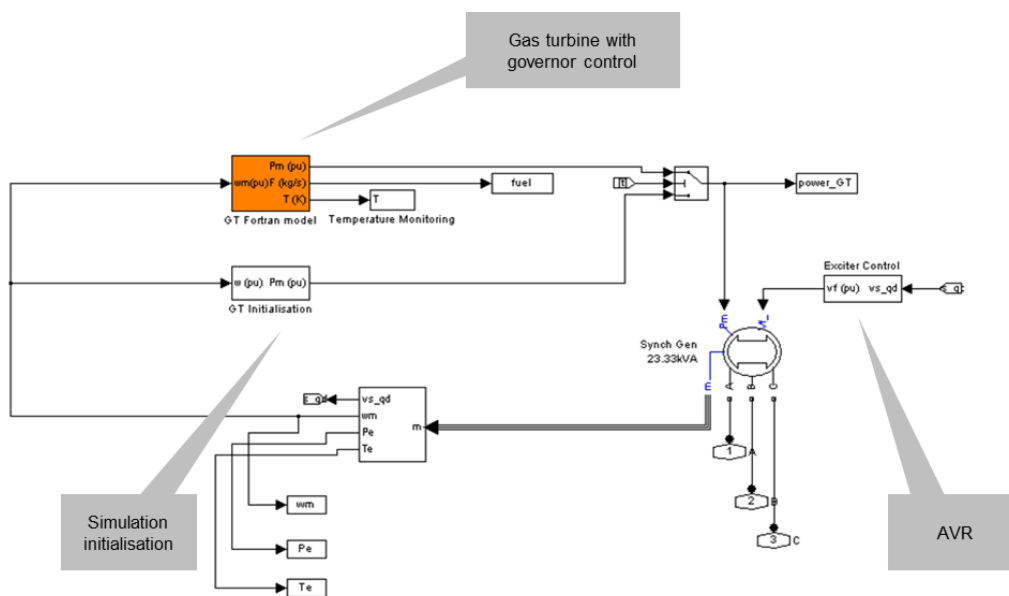 Gas turbine with
governor control
Pm (pu)
wm(pu) F (kg/s)
T (K)
GT Fortran model
T
Temperature Monitoring
fuel
[t]
power_GT
w (pu) Pm (pu)
GT Initialisation
Exciter Control
vf (pu) vs_qd
Synch Gen
23.33kVA
Pm
E
A
B
C
vs_qd
wm
Pe
Te
m
1
A
2
B
3
C
wm
Pe
Te
Simulation
initialisation
AVR